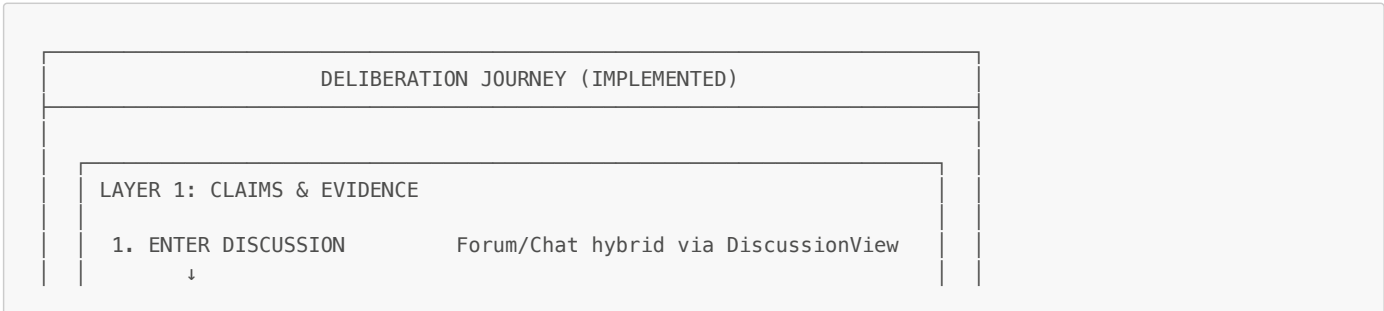 DELIBERATION JOURNEY (IMPLEMENTED)
LAYER 1: CLAIMS & EVIDENCE
1. ENTER DISCUSSION Forum/Chat hybrid via DiscussionView
↓